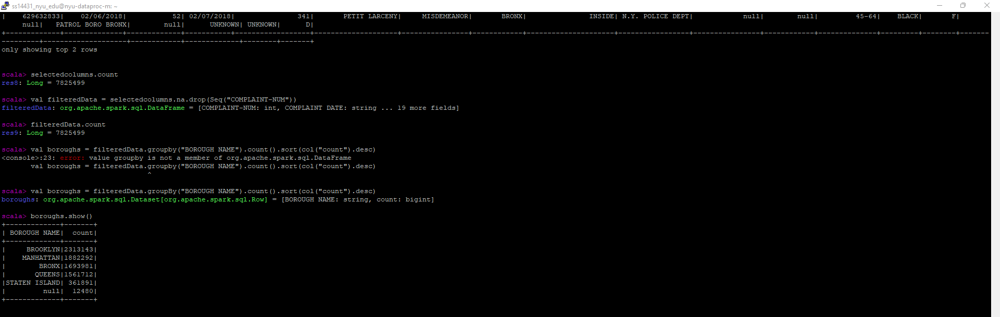 ss14431_nyu_edu@nyu-dataproc-m: ~
|    629632833|    02/06/2018|           52| 02/07/2018|               341|       PETIT LARCENY|     MISDEMEANOR|       BRONX|               INSIDE| N.Y. POLICE DEPT|            null|        null|          45-64|    BLACK|       F|
     null|   PATROL BORO BRONX|        null|      UNKNOWN| UNKNOWN|      D|
+-------------+--------------+-------------+-----------+------------------+--------------------+----------------+------------+---------------------+-----------------+----------------+------------+--------------+---------+--------+-------
---------+--------------------+------------+-------------+--------+-------+
only showing top 2 rows
scala> selectedcolumns.count
res8: Long = 7825499
scala> val filteredData = selectedcolumns.na.drop(Seq("COMPLAINT-NUM"))
filteredData: org.apache.spark.sql.DataFrame = [COMPLAINT-NUM: int, COMPLAINT DATE: string ... 19 more fields]
scala> filteredData.count
res9: Long = 7825499
scala> val boroughs = filteredData.groupby("BOROUGH NAME").count().sort(col("count").desc)
<console>:23: error: value groupby is not a member of org.apache.spark.sql.DataFrame
       val boroughs = filteredData.groupby("BOROUGH NAME").count().sort(col("count").desc)
                                   ^
scala> val boroughs = filteredData.groupBy("BOROUGH NAME").count().sort(col("count").desc)
boroughs: org.apache.spark.sql.Dataset[org.apache.spark.sql.Row] = [BOROUGH NAME: string, count: bigint]
scala> boroughs.show()
+-------------+-------+
| BOROUGH NAME|  count|
+-------------+-------+
|     BROOKLYN|2313143|
|    MANHATTAN|1882292|
|        BRONX|1693981|
|       QUEENS|1561712|
|STATEN ISLAND| 361891|
|         null|  12480|
+-------------+-------+